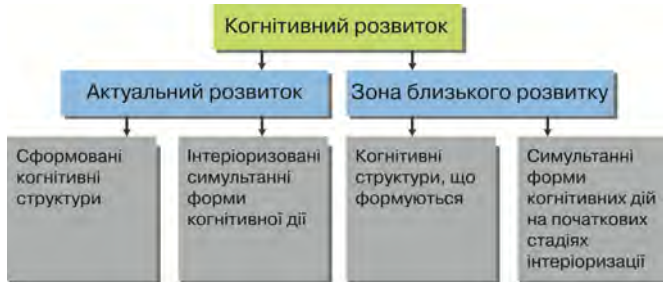 Когнітивний розвиток
Актуальний розвиток
Зона близького розвитку
Сформовані
когнітивні
структури
Інтеріоризовані
симультанні
форми
когнітивної дії
Когнітивні
структури, що
формуються
Симультанні
форми
когнітивних дій
на початкових
стадіях
інтеріоризації